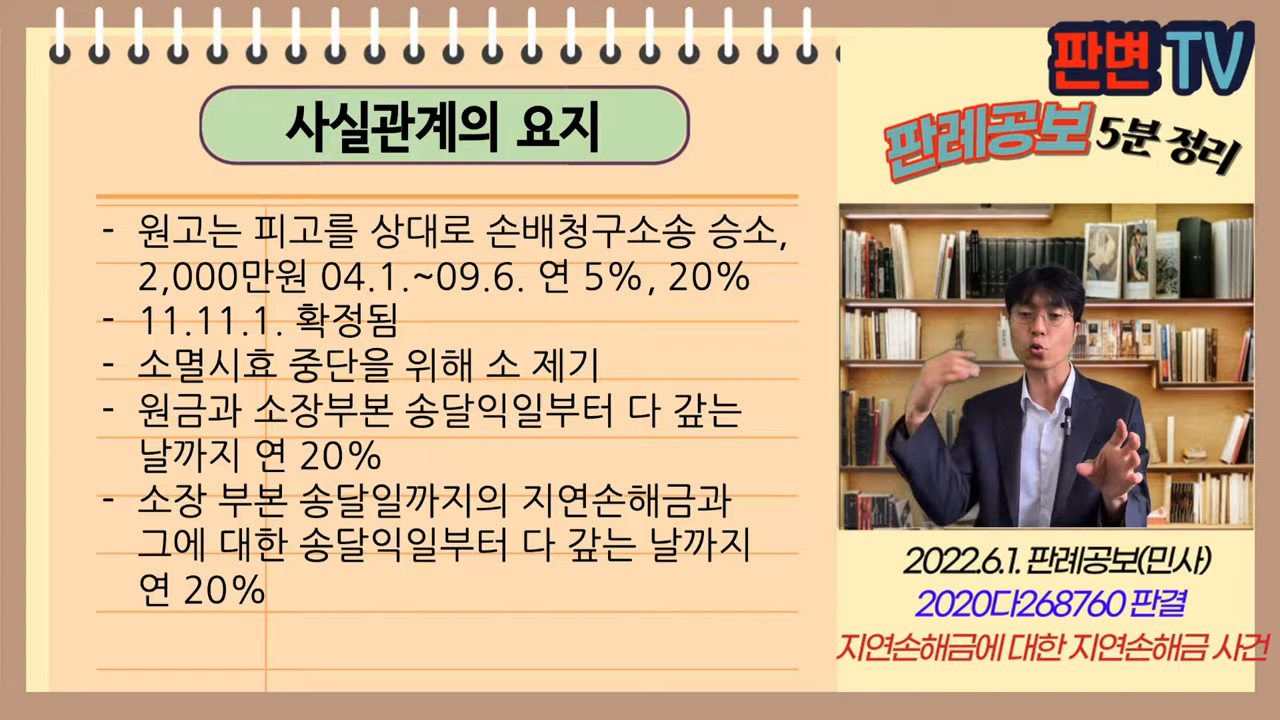 사실관계의 요지
- 원고는 피고를 상대로 손배청구소송 승소,
2,000만원 04.1.~09.6. 연 5%, 20%
- 11.11.1. 확정됨
- 소멸시효 중단을 위해 소 제기
- 원금과 소장부본 송달익일부터 다 갚는
날까지 연 20%
- 소장 부본 송달일까지의 지연손해금과
그에 대한 송달익일부터 다 갚는 날까지
연 20%
판변 TV
판례공보 5분 정리
2022.6.1. 판례공보(민사)
2020다268760 판결
지연손해금에 대한 지연손해금 사건